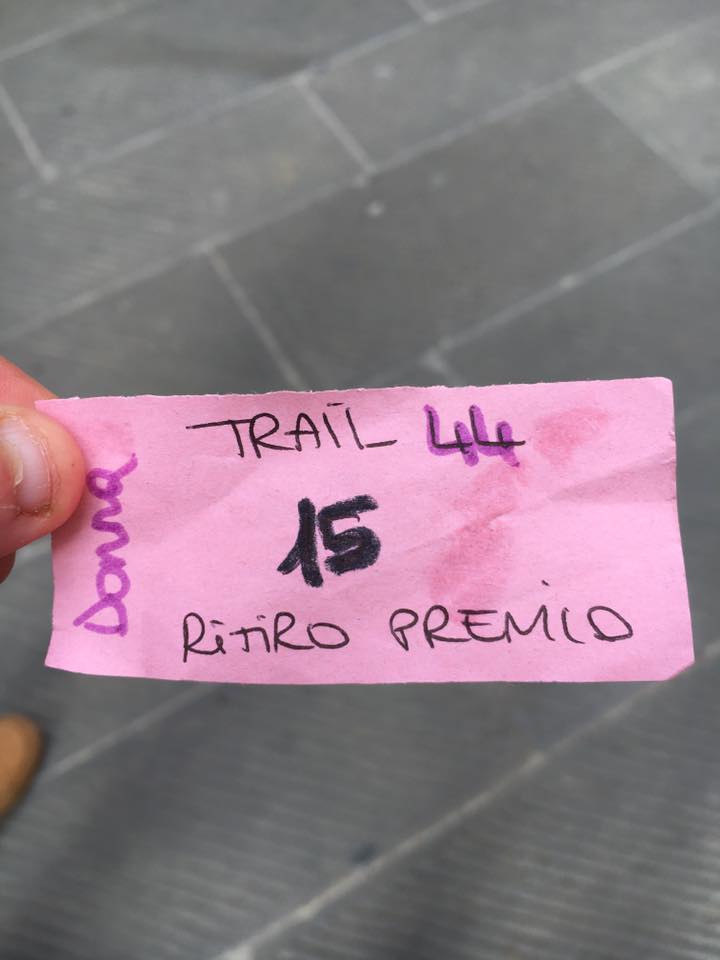 TRAIL 44
15
RiTiRO PREMIO
Donna